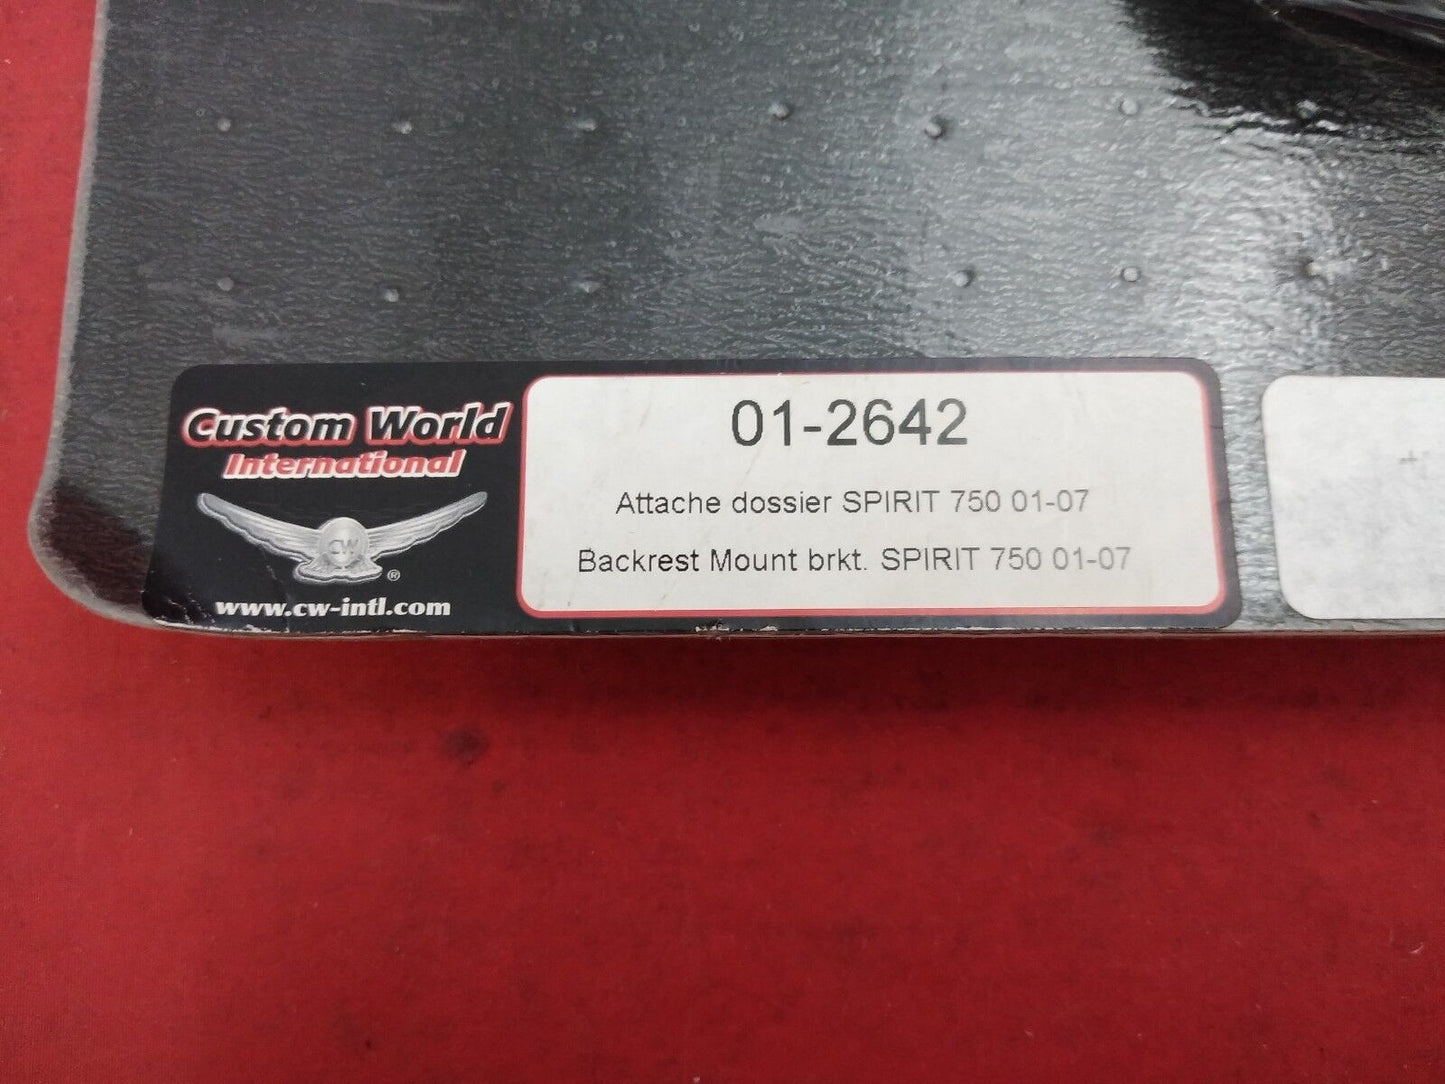 Custom World
International
CW
®
www.cw-intl.com
01-2642
Attache dossier SPIRIT 750 01-07
Backrest Mount brkt. SPIRIT 750 01-07